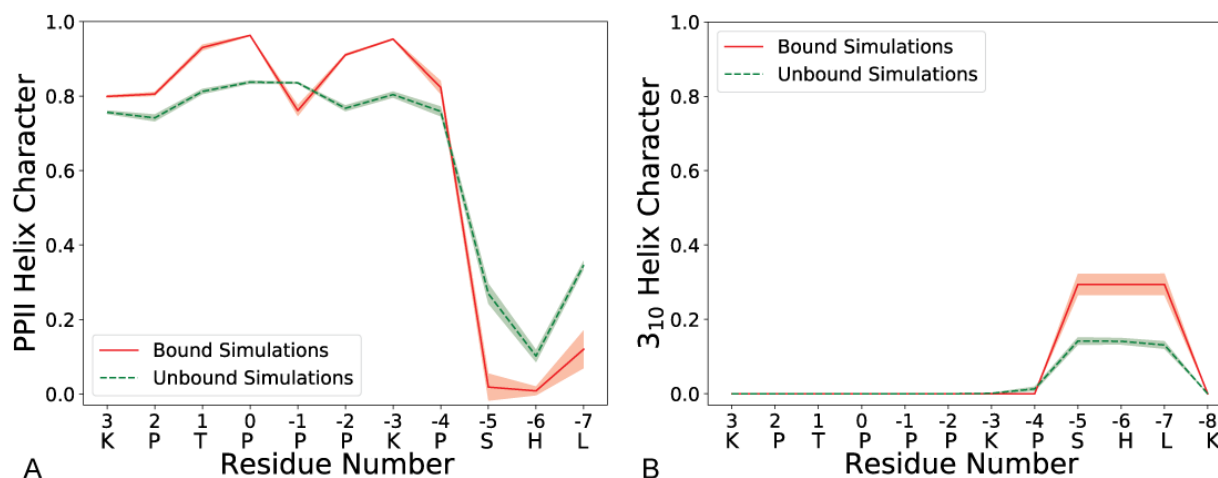 PPII Helix Character
1.0
0.8
0.6
0.4
0.2
0.0
Bound Simulations
Unbound Simulations
3 2 1 0 -1 -2 -3 -4 -5 -6 -7
K P T P P P K P S H L
Residue Number
A
3₁₀ Helix Character
1.0
0.8
0.6
0.4
0.2
0.0
Bound Simulations
Unbound Simulations
3 2 1 0 -1 -2 -3 -4 -5 -6 -7 -8
K P T P P P K P S H L K
Residue Number
B